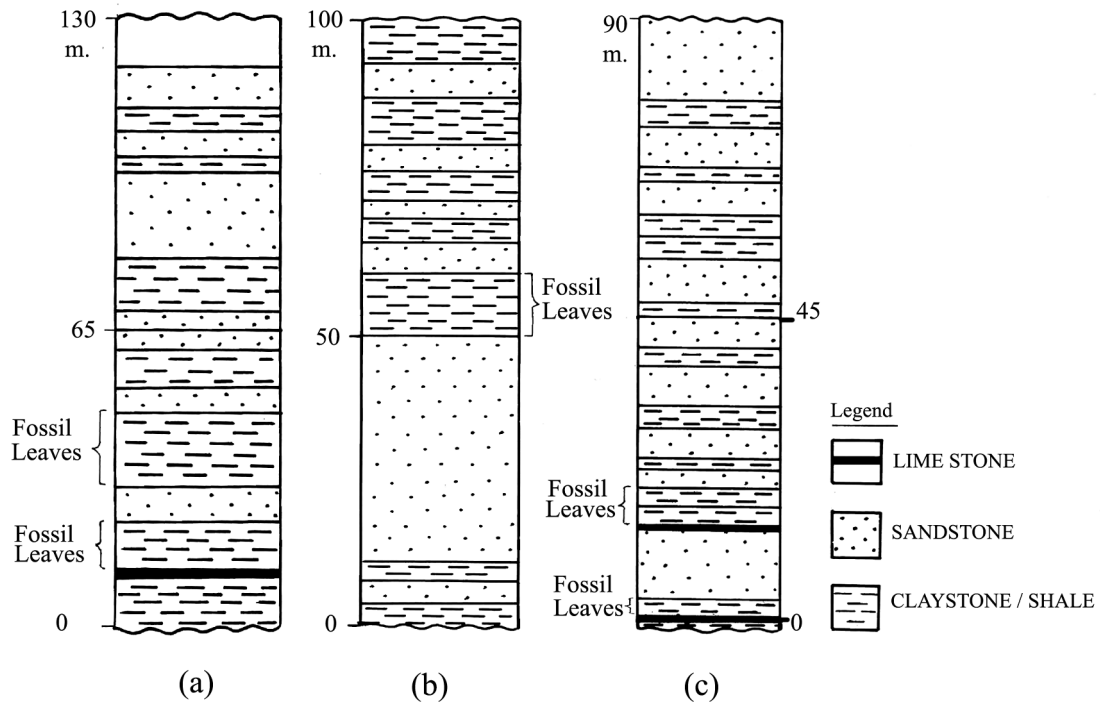 130
m.
65
Fossil
Leaves
Fossil
Leaves
0
(a)
100
m.
50
0
Fossil
Leaves
(b)
90
m.
45
Fossil
Leaves
Fossil
Leaves
0
(c)
Legend
LIME STONE
SANDSTONE
CLAYSTONE / SHALE